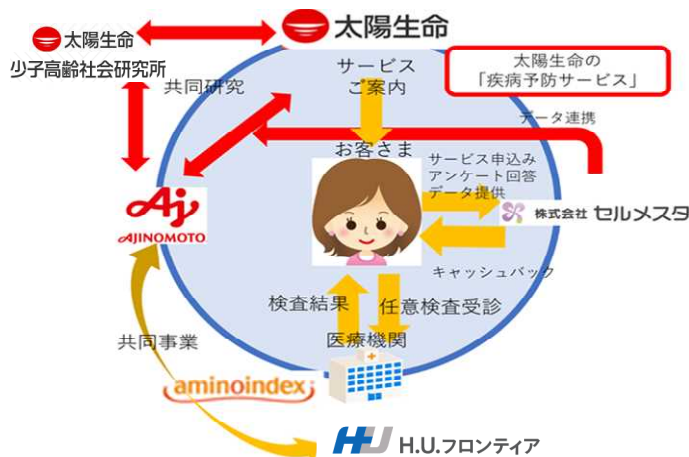 太陽生命
太陽生命
少子高齢社会研究所
サービス
ご案内
太陽生命の
「疾病予防サービス」
共同研究
データ連携
お客さま
サービス申込み
アンケート回答
データ提供
Aj
AJINOMOTO
株式会社 セルメスタ
キャッシュバック
検査結果
任意検査受診
共同事業
医療機関
aminoindex
HU H.U.フロンティア